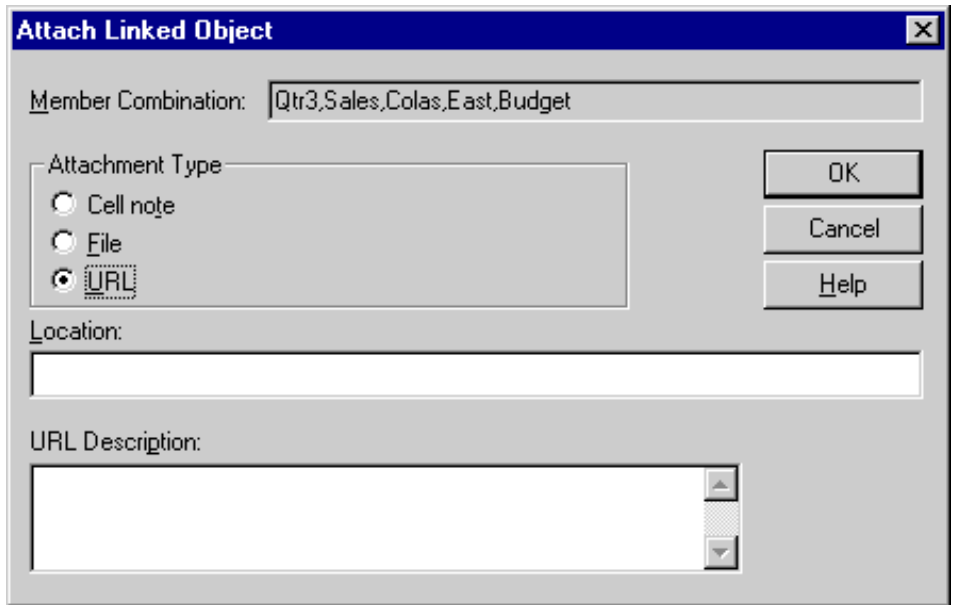 Attach Linked Object
Member Combination: Qtr3,Sales,Colas,East,Budget
Attachment Type
Cell note
File
URL
OK
Cancel
Help
Location:
URL Description: